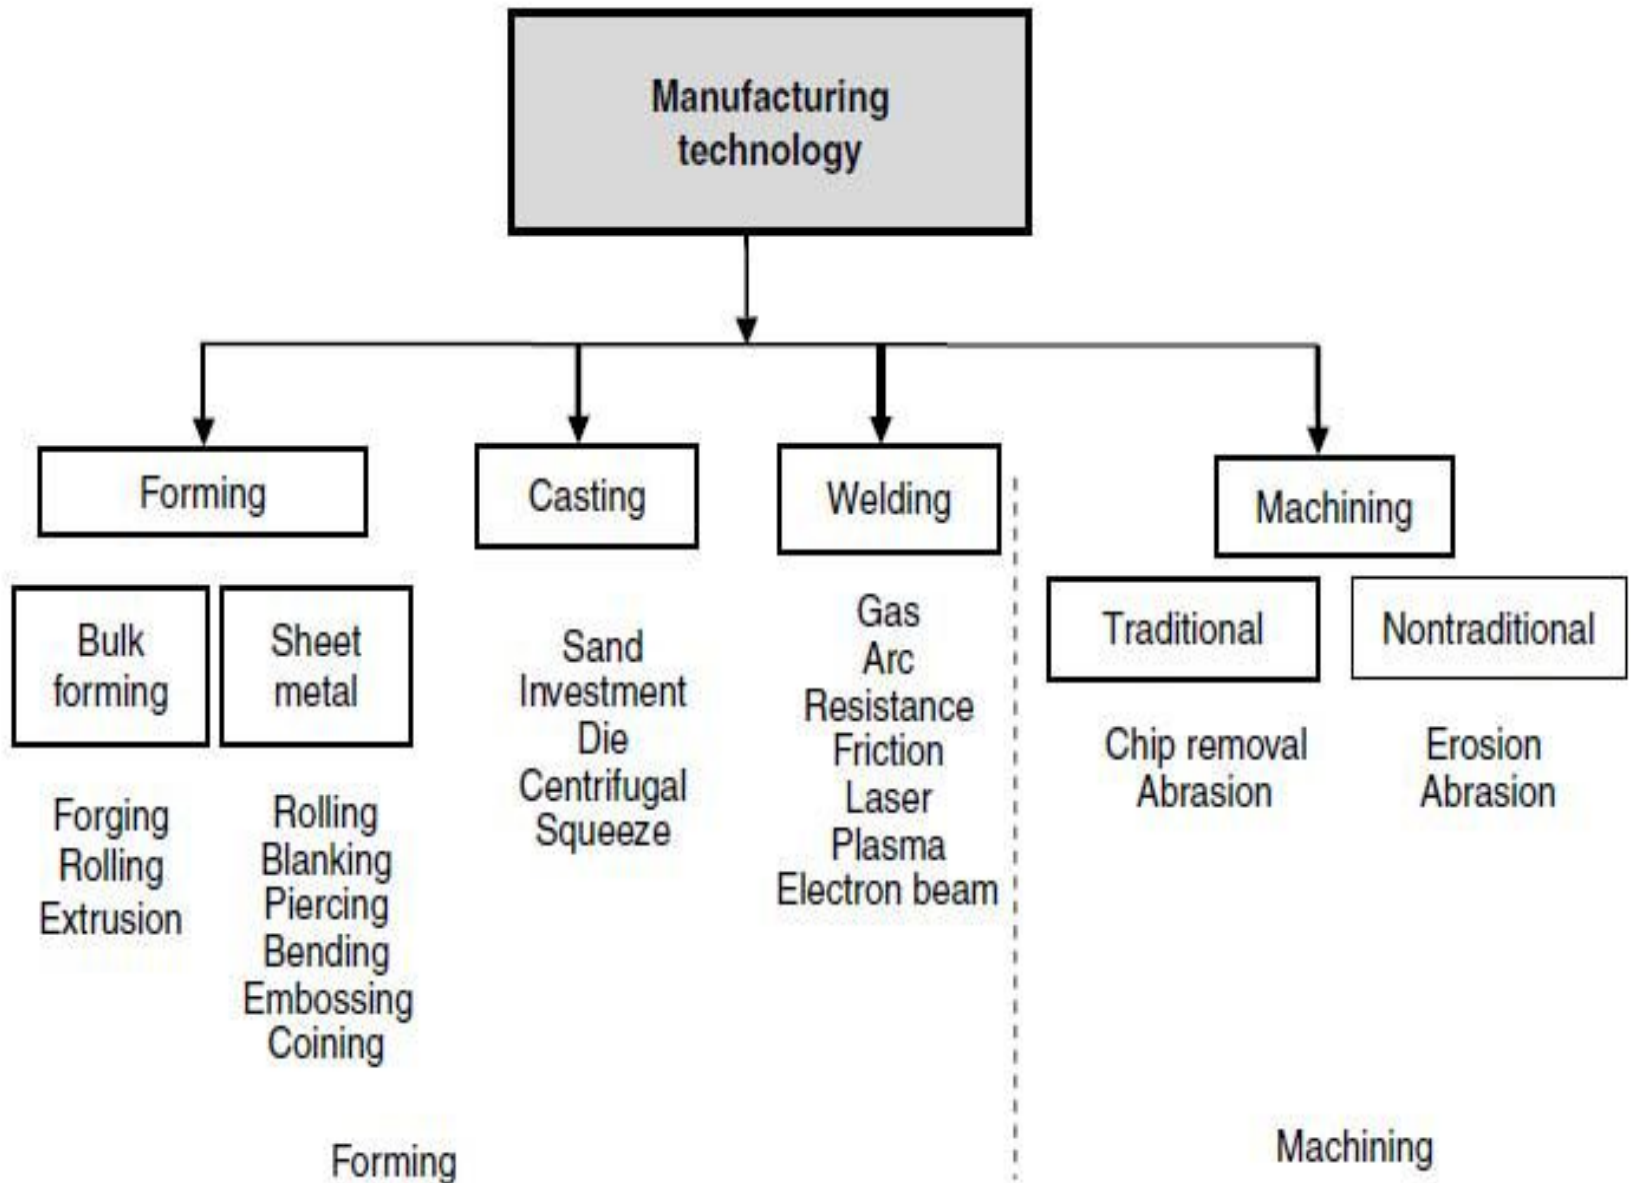 Manufacturing
technology
Forming
Casting
Welding
Machining
Bulk
forming
Sheet
metal
Traditional
Nontraditional
Forging
Rolling
Extrusion
Rolling
Blanking
Piercing
Bending
Embossing
Coining
Sand
Investment
Die
Centrifugal
Squeeze
Gas
Arc
Resistance
Friction
Laser
Plasma
Electron beam
Chip removal
Abrasion
Erosion
Abrasion
Forming
Machining